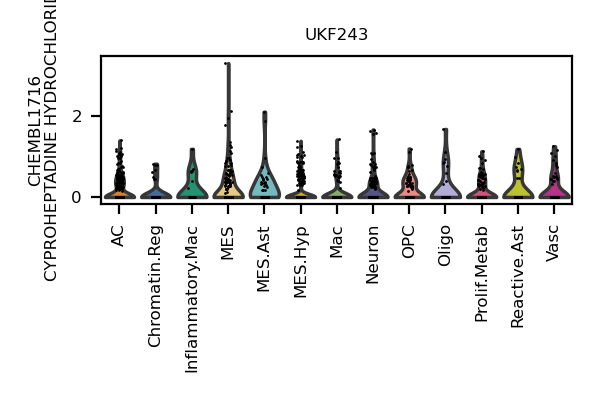 UKF243
CHEMBL1716
CYPROHEPTADINE HYDROCHLORID
2
0
AC
Chromatin.Reg
Inflammatory.Mac
MES
MES.Ast
MES.Hyp
Mac
Neuron
OPC
Oligo
Prolif.Metab
Reactive.Ast
Vasc